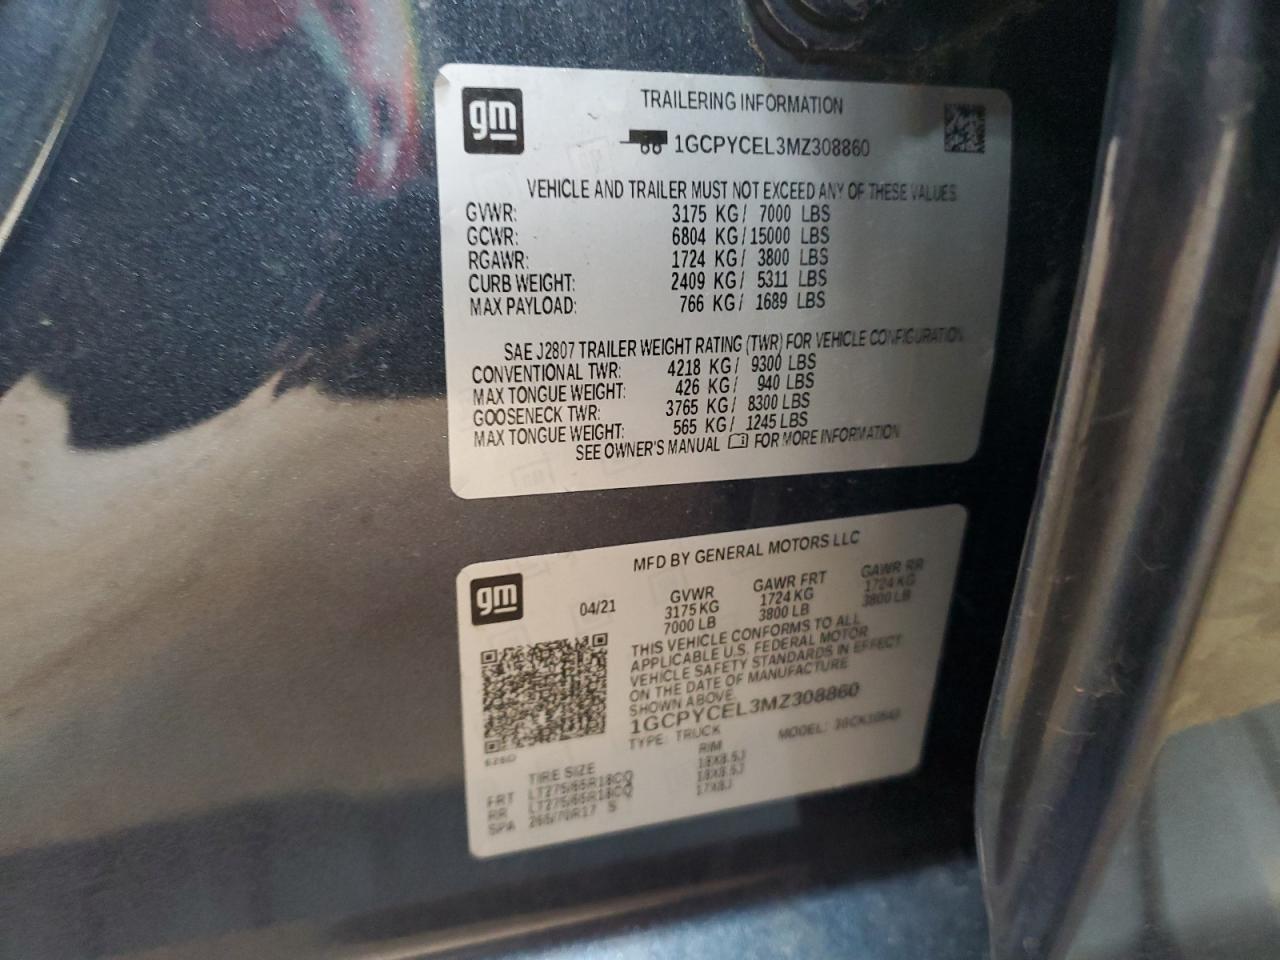 gm
TRAILERING INFORMATION
1GCPYCEL3MZ308860
VEHICLE AND TRAILER MUST NOT EXCEED ANY OF THESE VALUES
GVWR: 3175 KG/ 7000 LBS
GCWR: 6804 KG/ 15000 LBS
RGAWR: 1724 KG/ 3800 LBS
CURB WEIGHT: 2409 KG/ 5311 LBS
MAX PAYLOAD: 766 KG/ 1689 LBS
SAE J2807 TRAILER WEIGHT RATING (TWR) FOR VEHICLE CONFIGURATION
CONVENTIONAL TWR: 4218 KG/ 9300 LBS
MAX TONGUE WEIGHT: 426 KG/ 940 LBS
GOOSENECK TWR: 3765 KG/ 8300 LBS
MAX TONGUE WEIGHT: 565 KG/ 1245 LBS
SEE OWNER'S MANUAL FOR MORE INFORMATION
gm
MFD BY GENERAL MOTORS LLC
04/21 GVWR GAWR FRT GAWR RR
3175 KG 1724 KG 1724 KG
7000 LB 3800 LB 3800 LB
THIS VEHICLE CONFORMS TO ALL
APPLICABLE U.S. FEDERAL MOTOR
VEHICLE SAFETY STANDARDS IN EFFECT
ON THE DATE OF MANUFACTURE
SHOWN ABOVE.
1GCPYCEL3MZ308860
TYPE: TRUCK MODEL:
TIRE SIZE RIM
FRT LT275/65R18CQ 18X8.5J
RR LT275/65R18CQ 18X8.5J
SPA 265/70R17 S 17X8J